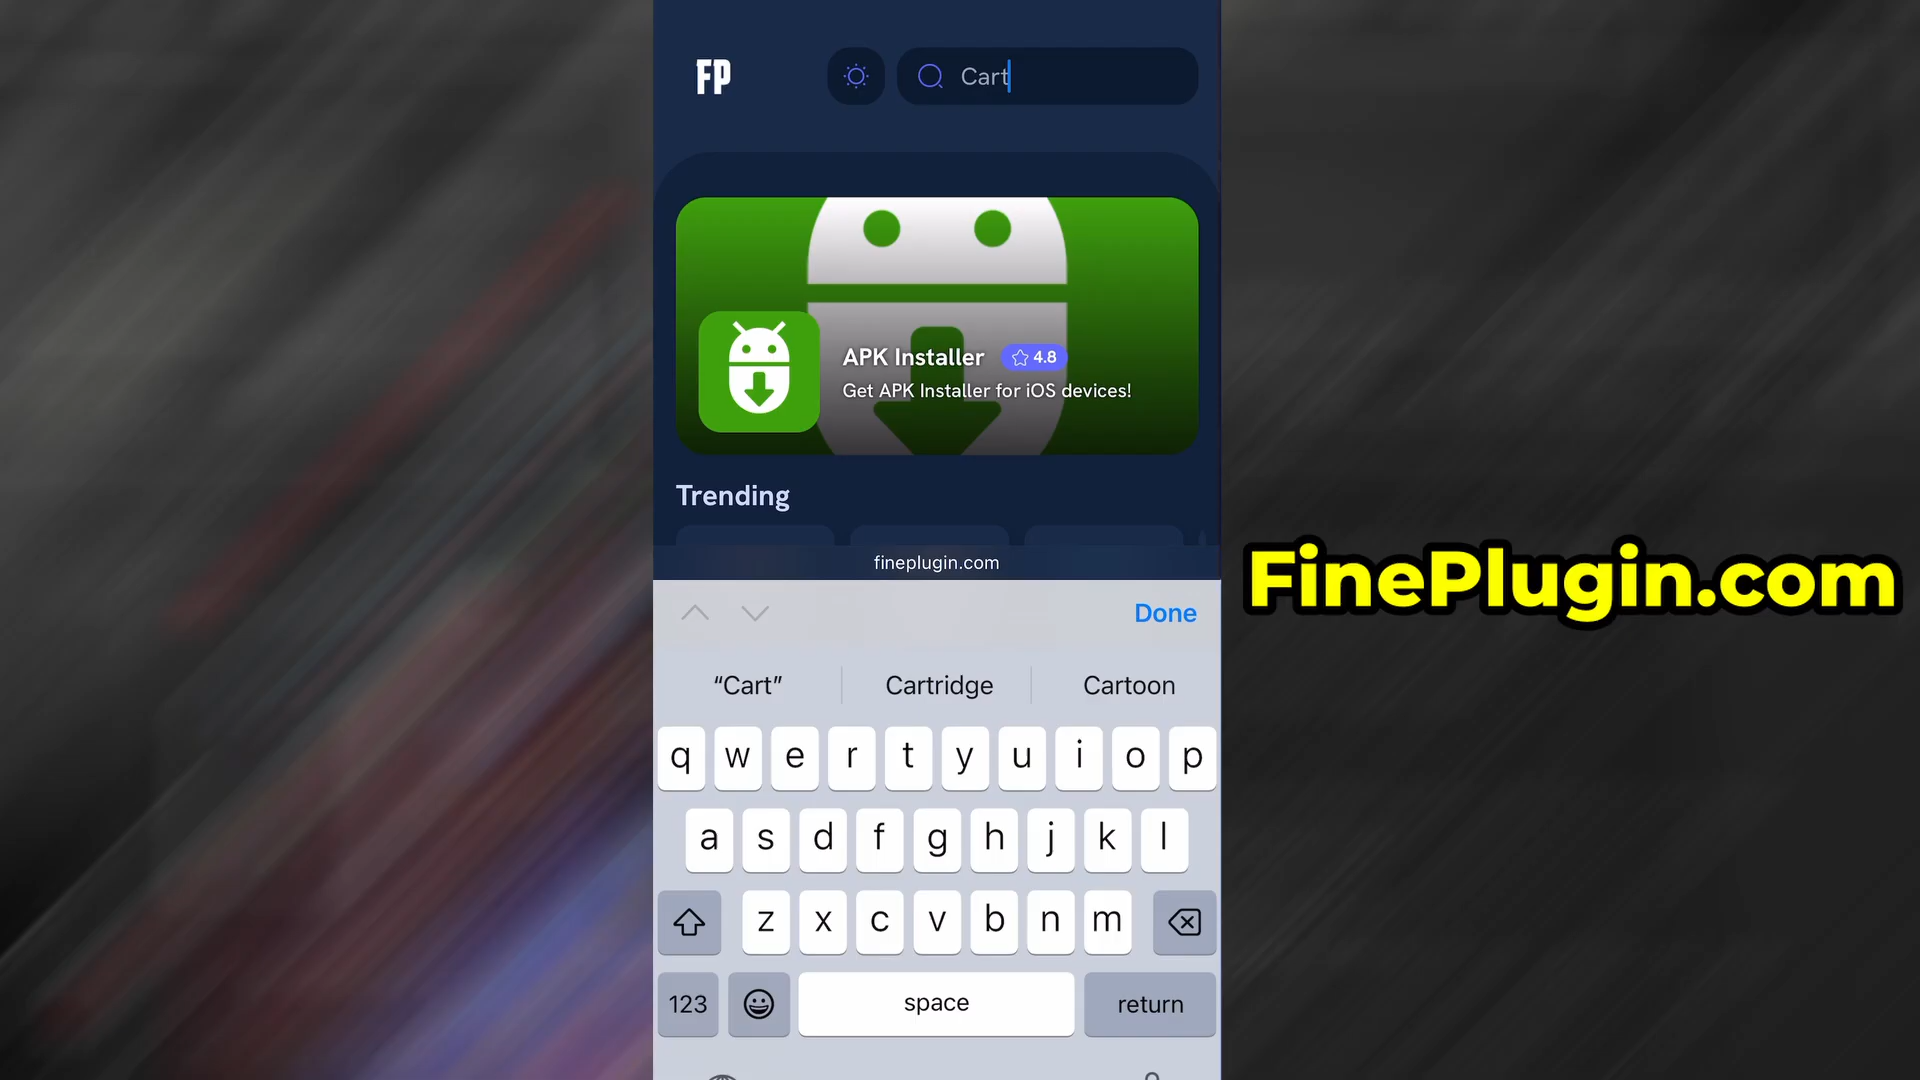 FP
Cart
APK Installer 4.8
Get APK Installer for iOS devices!
Trending
fineplugin.com
FinePlugin.com
Done
“Cart” Cartridge Cartoon
q w e r t y u i o p
a s d f g h j k l
z x c v b n m
123 space return